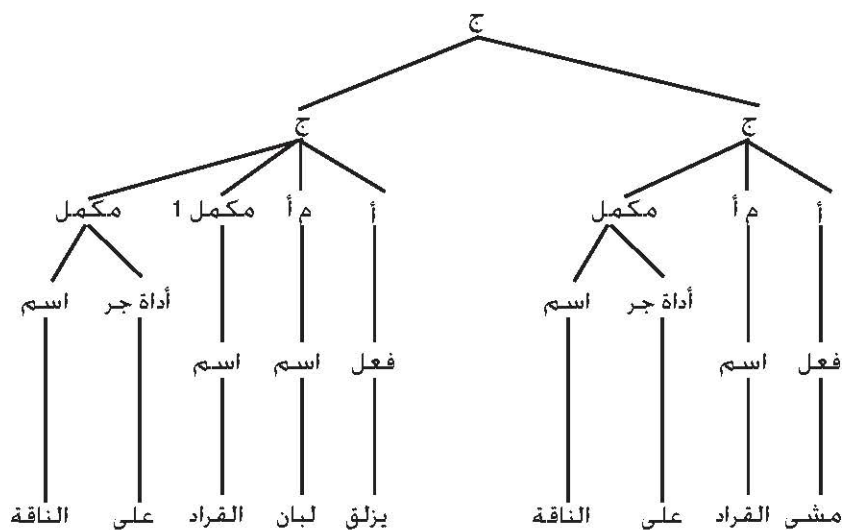 ج
ج ج
أ م أ مكمل أ م أ مكمل 1 مكمل
أداة جر اسم أداة جر اسم
فعل اسم فعل اسم اسم
مشى القراد على الناقة يزلق لبان القراد على الناقة